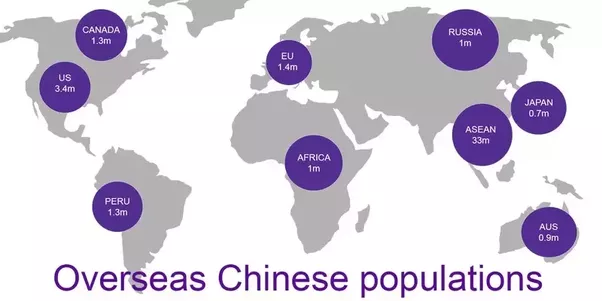 CANADA
1.3m
RUSSIA
1m
EU
1.4m
US
3.4m
JAPAN
0.7m
ASEAN
33m
AFRICA
1m
PERU
1.3m
AUS
0.9m
Overseas Chinese populations